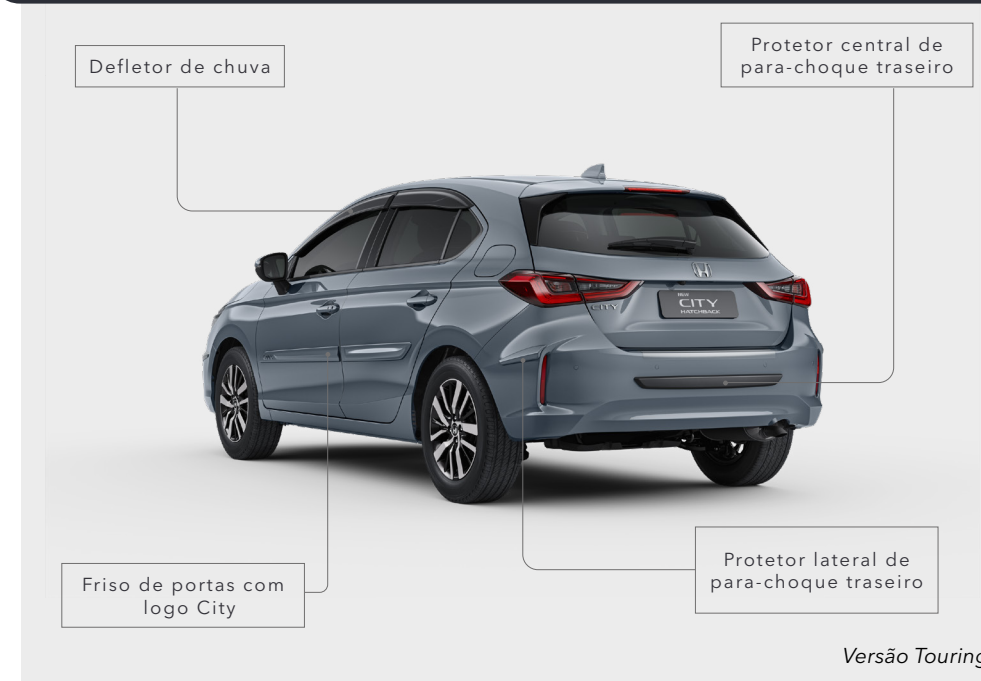 Defletor de chuva
Protetor central de
para-choque traseiro
CITY
new
CITY
HATCHBACK
Friso de portas com
logo City
Protetor lateral de
para-choque traseiro
Versão Touring